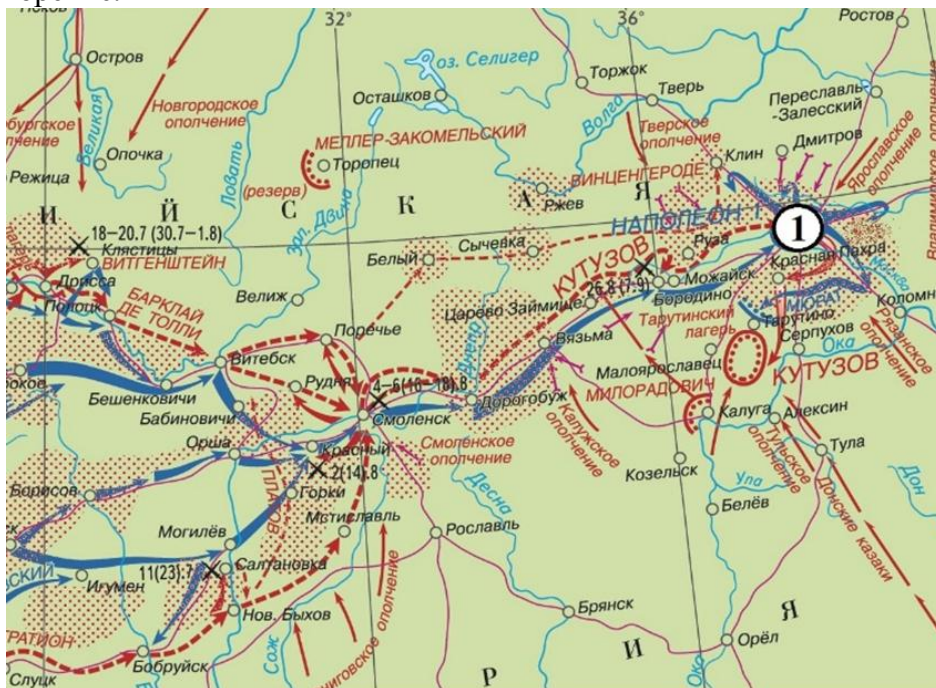 32°
36°
Ростов
Остров
оз. Селигер
Торжок
Тверь
Осташков
Новгородское
ополчение
Великая
Волга
Переславль
-Залесский
Тверское
ополчение
Дмитров
Ярославское
ополчение
МЕЛЛЕР-ЗАКОМЕЛЬСКИЙ
Торопец
(резерв)
Опочка
Ловать
Режица
Клин
ВИНЦЕНГЕРОДЕ
Ржев
И Й С К А Я
Зап. Двина
НАПОЛЕОН I
1
18–20.7 (30.7–1.8)
Клястицы
ВИТГЕНШТЕЙН
Сычевка
Белый
Руза
КУТУЗОВ
Красная Пахра
Москва
Дрисса
Полоцк
БАРКЛАЙ
ДЕ ТОЛЛИ
Велиж
Царево Займище
26.8 (7.9)
Можайск
Бородино
МЮРАТ
Коломн
Поречье
Днепр
Вязьма
Тарутинский
лагерь
Тарутино
Серпухов
Ока
Рязанское
ополчение
Витебск
Рудня
4–6(16–18).8
Малоярославец
КУТУЗОВ
Бешенковичи
Бабиновичи
Смоленск
Дорогобуж
МИЛОРАДОВИЧ
Калуга
Алексин
Калужское
ополчение
Орша
Красный
Смоленское
ополчение
2(14).8
Тула
Козельск
Тульское
ополчение
Борисов
ПЛАТОВ
Горки
Десна
Упа
Белёв
Дон
Донские казаки
Могилёв
Мстиславль
Рославль
11(23).7
Салтановка
Игумен
Нов. Быхов
Брянск
Сож
Орёл
Ока
Бобруйск
Слуцк
Р И Я